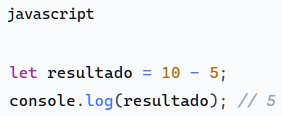 javascript
let resultado = 10 - 5;
console.log(resultado); // 5